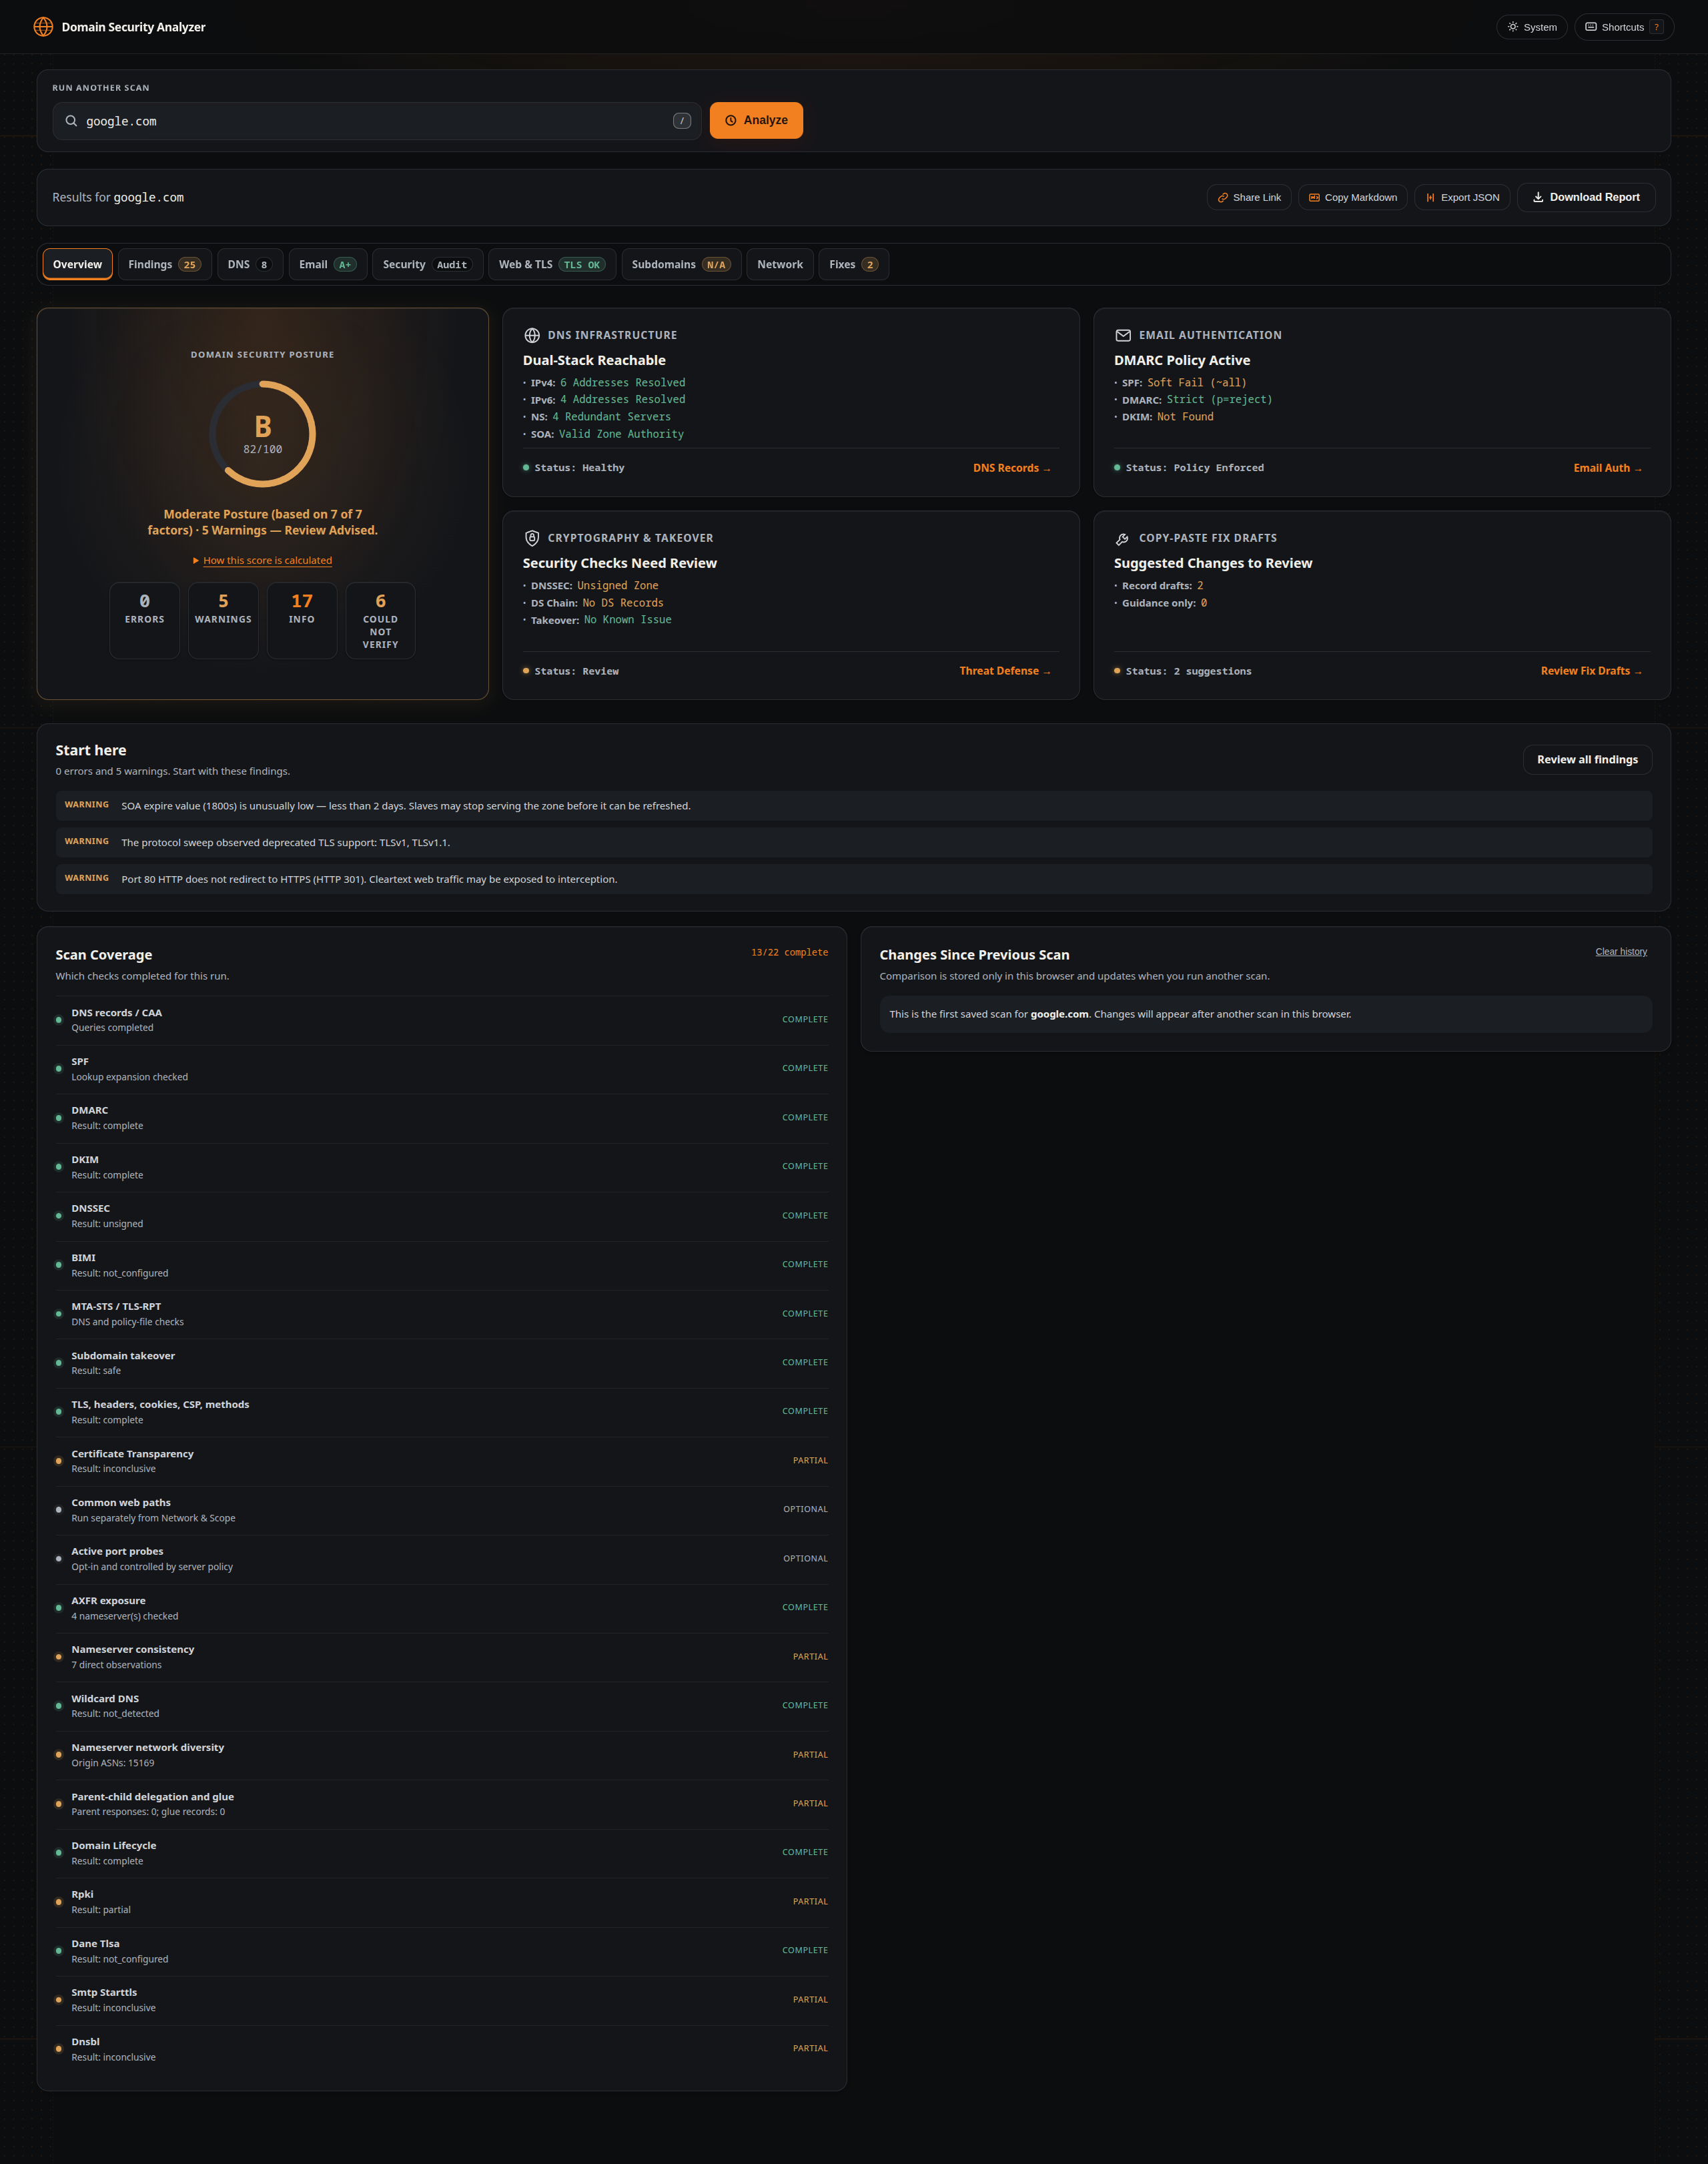 Domain Security Analyzer
System
Shortcuts ?
RUN ANOTHER SCAN
google.com
/
Analyze
Results for google.com
Share Link
Copy Markdown
Export JSON
Download Report
Overview
Findings 25
DNS 8
Email A+
Security Audit
Web & TLS TLS OK
Subdomains N/A
Network
Fixes 2
DOMAIN SECURITY POSTURE
B
82/100
Moderate Posture (based on 7 of 7
factors) · 5 Warnings — Review Advised.
▶ How this score is calculated
0
ERRORS
5
WARNINGS
17
INFO
6
COULD
NOT
VERIFY
DNS INFRASTRUCTURE
Dual-Stack Reachable
• IPv4: 6 Addresses Resolved
• IPv6: 4 Addresses Resolved
• NS: 4 Redundant Servers
• SOA: Valid Zone Authority
Status: Healthy
DNS Records →
EMAIL AUTHENTICATION
DMARC Policy Active
• SPF: Soft Fail (~all)
• DMARC: Strict (p=reject)
• DKIM: Not Found
Status: Policy Enforced
Email Auth →
CRYPTOGRAPHY & TAKEOVER
Security Checks Need Review
• DNSSEC: Unsigned Zone
• DS Chain: No DS Records
• Takeover: No Known Issue
Status: Review
Threat Defense →
COPY-PASTE FIX DRAFTS
Suggested Changes to Review
• Record drafts: 2
• Guidance only: 0
Status: 2 suggestions
Review Fix Drafts →
Start here
0 errors and 5 warnings. Start with these findings.
Review all findings
WARNING SOA expire value (1800s) is unusually low — less than 2 days. Slaves may stop serving the zone before it can be refreshed.
WARNING The protocol sweep observed deprecated TLS support: TLSv1, TLSv1.1.
WARNING Port 80 HTTP does not redirect to HTTPS (HTTP 301). Cleartext web traffic may be exposed to interception.
Scan Coverage
13/22 complete
Which checks completed for this run.
DNS records / CAA
Queries completed
COMPLETE
SPF
Lookup expansion checked
COMPLETE
DMARC
Result: complete
COMPLETE
DKIM
Result: complete
COMPLETE
DNSSEC
Result: unsigned
COMPLETE
BIMI
Result: not_configured
COMPLETE
MTA-STS / TLS-RPT
DNS and policy-file checks
COMPLETE
Subdomain takeover
Result: safe
COMPLETE
TLS, headers, cookies, CSP, methods
Result: complete
COMPLETE
Certificate Transparency
Result: inconclusive
PARTIAL
Common web paths
Run separately from Network & Scope
OPTIONAL
Active port probes
Opt-in and controlled by server policy
OPTIONAL
AXFR exposure
4 nameserver(s) checked
COMPLETE
Nameserver consistency
7 direct observations
PARTIAL
Wildcard DNS
Result: not_detected
COMPLETE
Nameserver network diversity
Origin ASNs: 15169
PARTIAL
Parent-child delegation and glue
Parent responses: 0; glue records: 0
PARTIAL
Domain Lifecycle
Result: complete
COMPLETE
Rpki
Result: partial
PARTIAL
Dane Tlsa
Result: not_configured
COMPLETE
Smtp Starttls
Result: inconclusive
PARTIAL
Dnsbl
Result: inconclusive
PARTIAL
Changes Since Previous Scan
Clear history
Comparison is stored only in this browser and updates when you run another scan.
This is the first saved scan for google.com. Changes will appear after another scan in this browser.